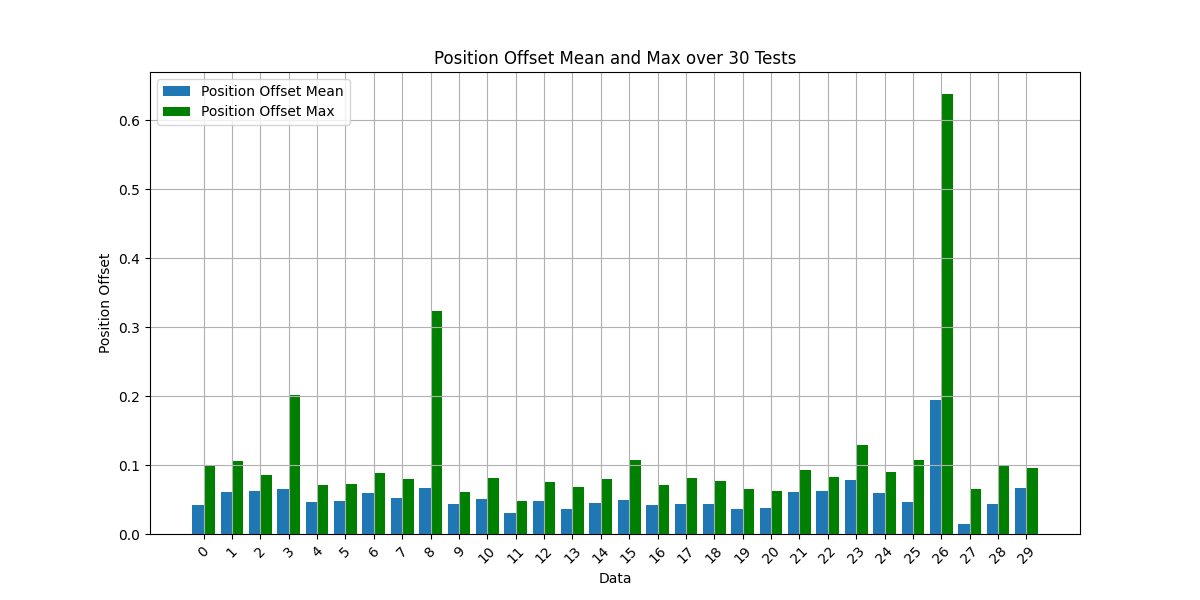 Position Offset Mean and Max over 30 Tests
Position Offset Mean
Position Offset Max
Position Offset
0.6
0.5
0.4
0.3
0.2
0.1
0.0
0 1 2 3 4 5 6 7 8 9 10 11 12 13 14 15 16 17 18 19 20 21 22 23 24 25 26 27 28 29
Data